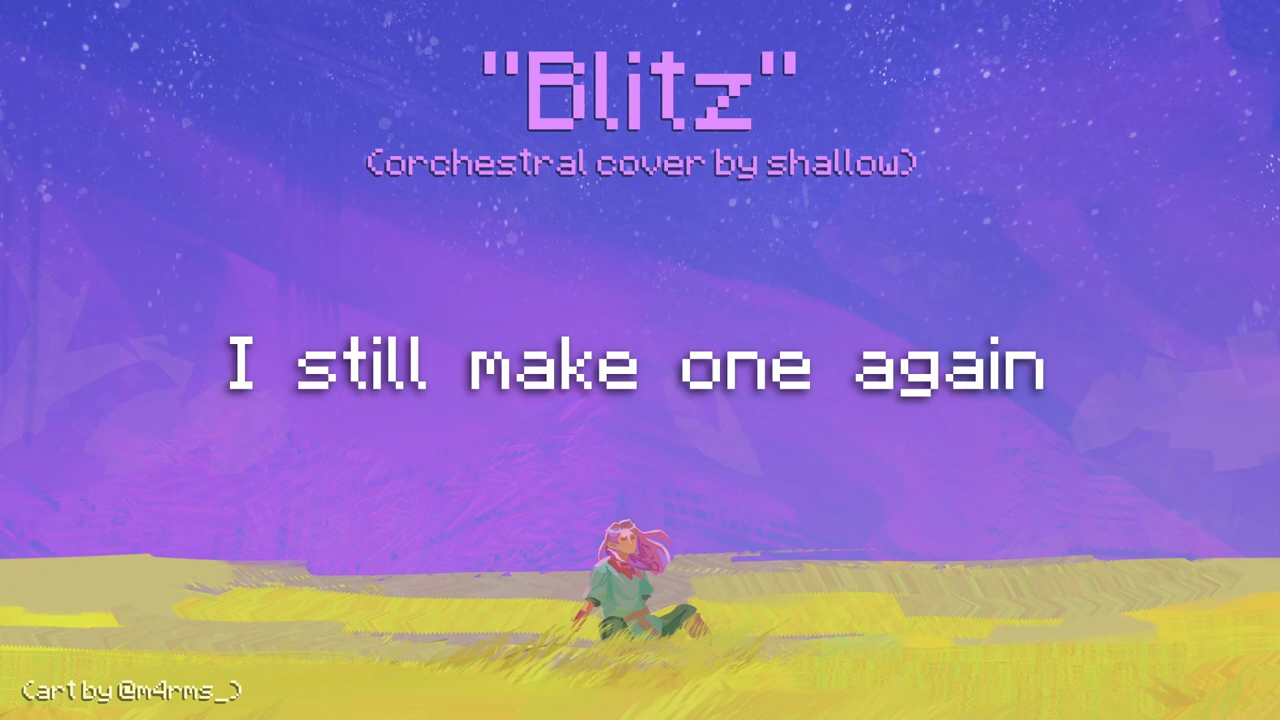 "Blitz"
(orchestral cover by shallow)
I still make one again
(art by @m4rms_)